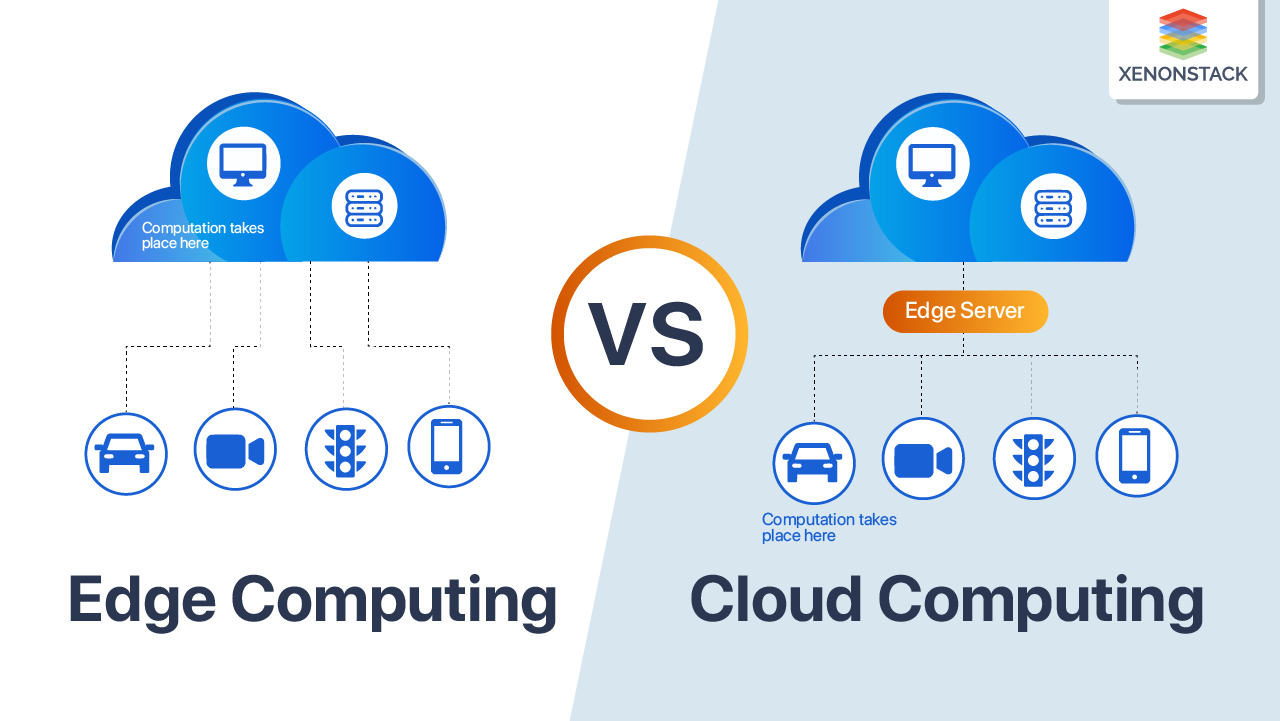 XENONSTACK
Computation takes
place here
Edge Server
VS
Computation takes
place here
Edge Computing
Cloud Computing